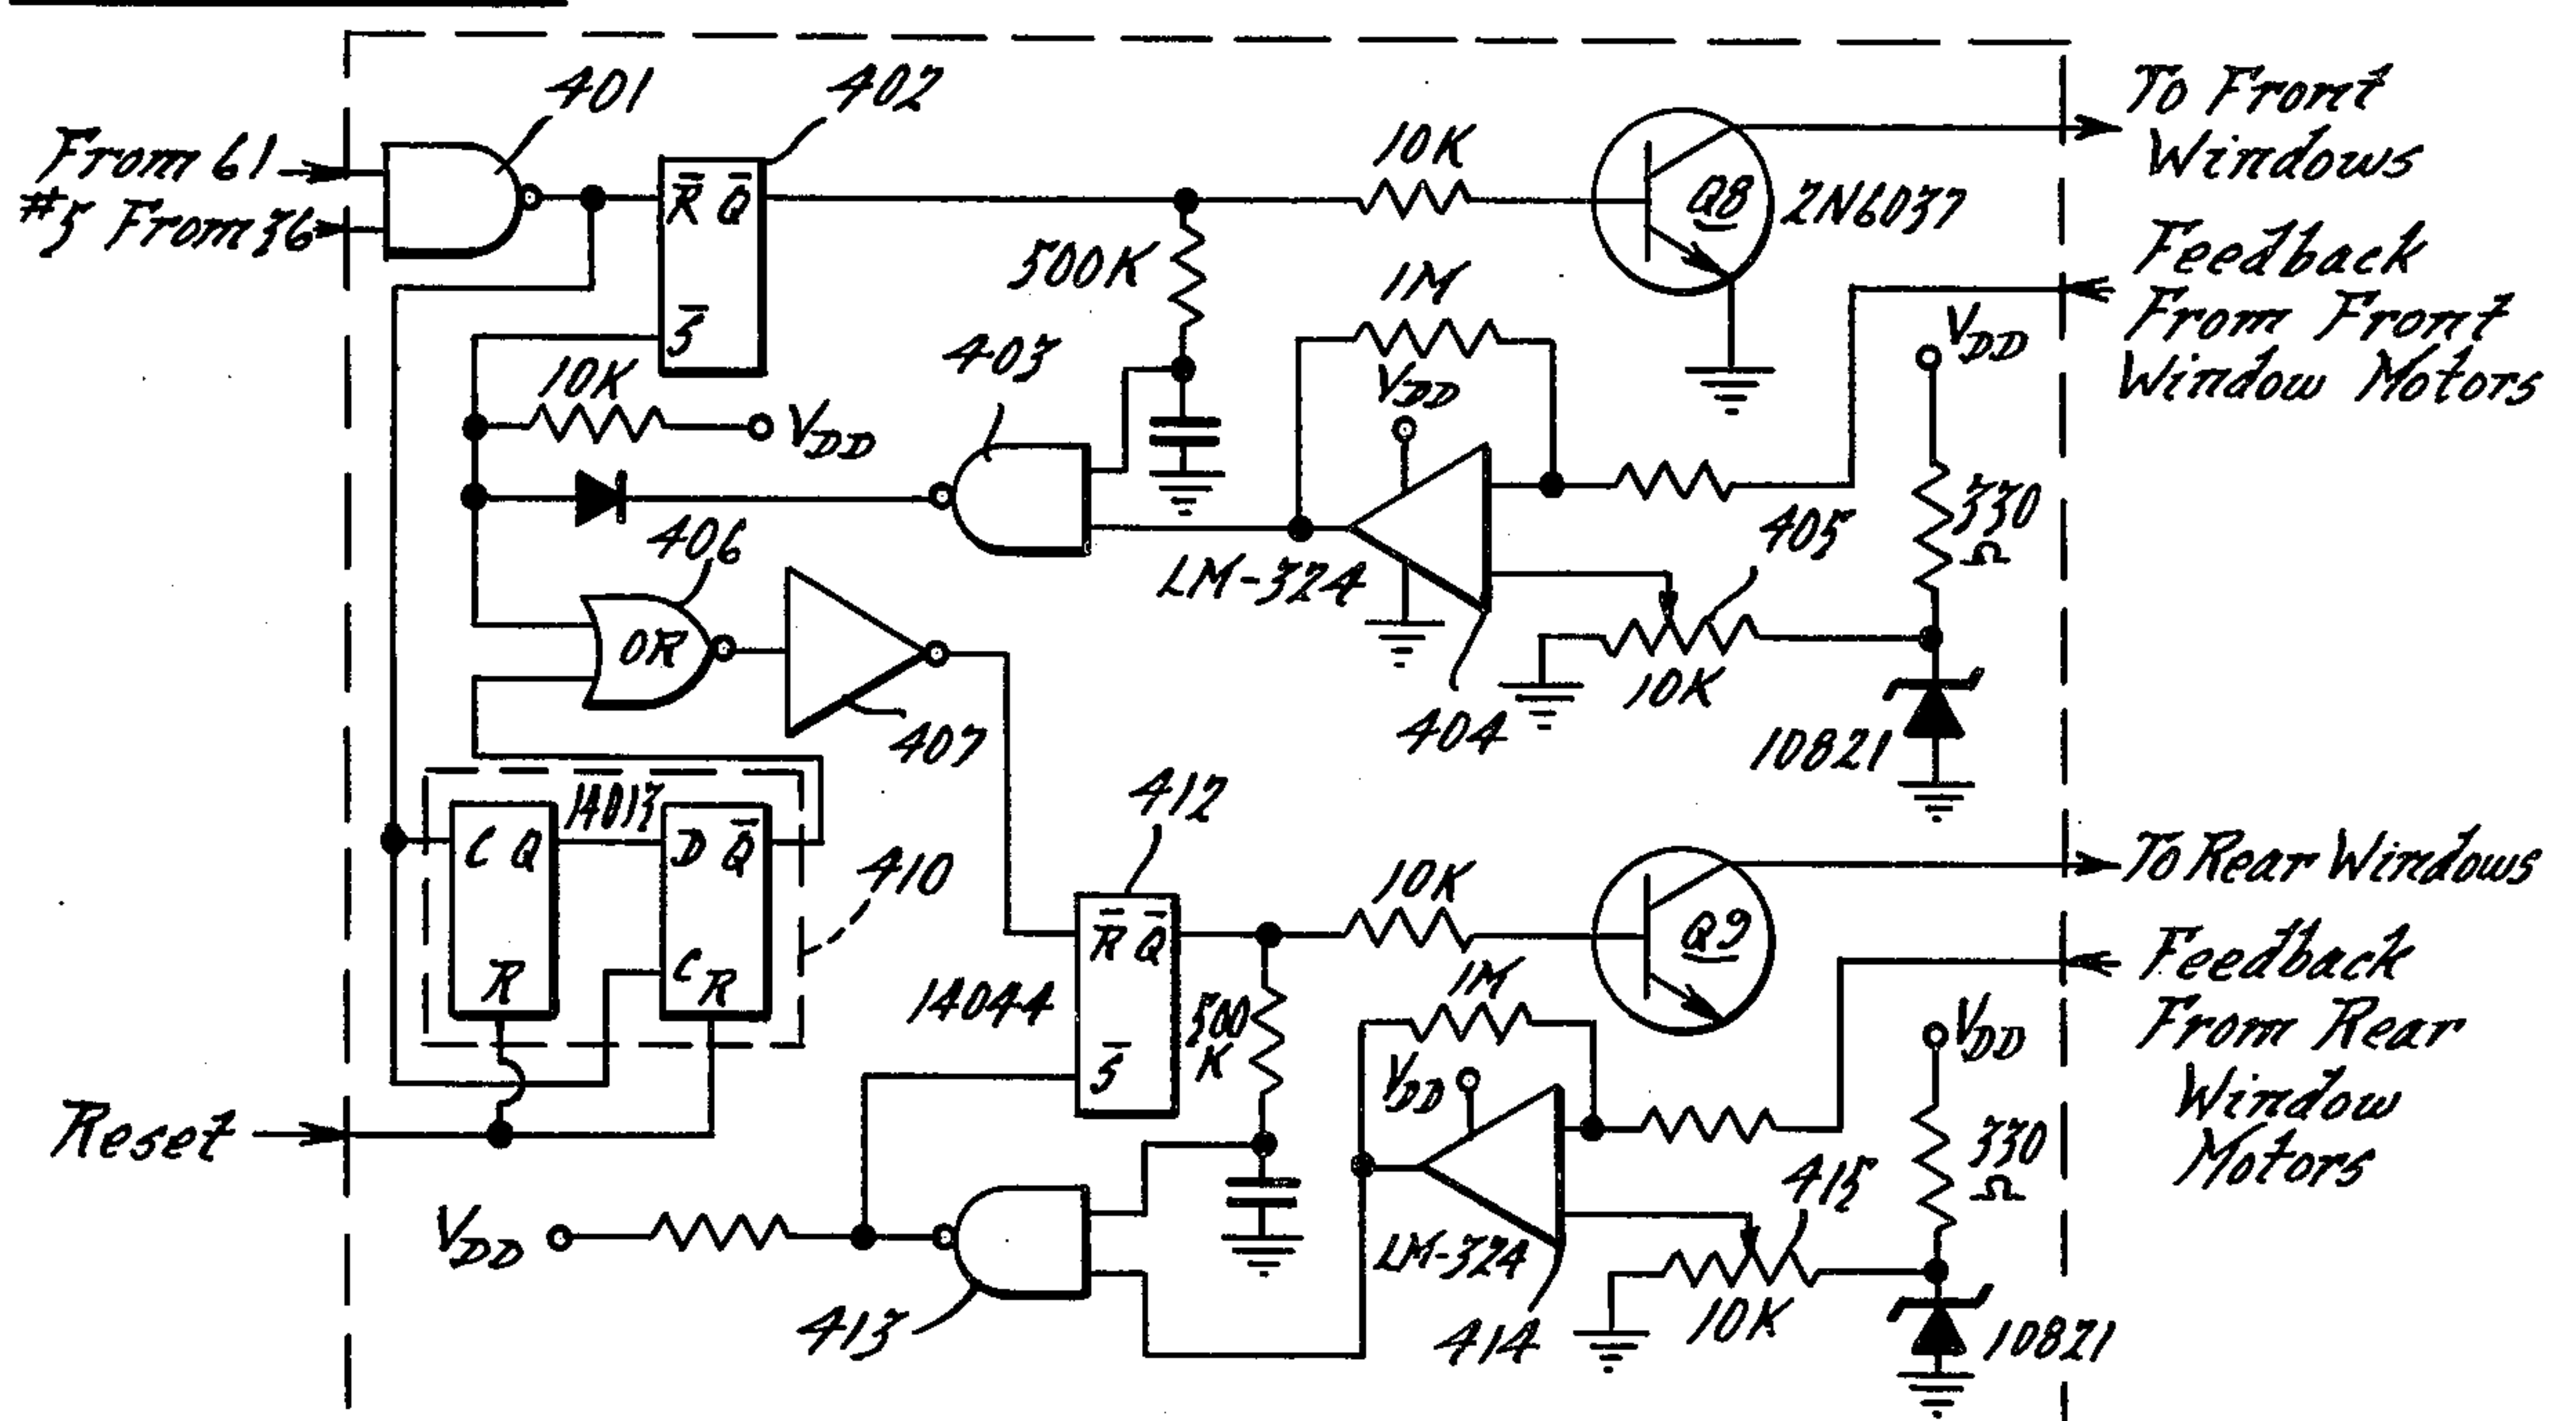 401
402
From 61
#5 From 36
R̅ Q̅
S̅
10K
Q8
2N6037
To Front
Windows
Feedback
From Front
Window Motors
500K
1M
403
10K
VDD
VDD
VDD
LM-324
405
330
Ω
406
OR
407
404
10K
10821
14013
C Q
R
D Q̅
C R
410
412
R̅ Q̅
S̅
14044
10K
Q9
To Rear Windows
500
K
1M
Feedback
From Rear
Window
Motors
VDD
VDD
Reset
VDD
413
LM-324
414
415
10K
330
Ω
10821